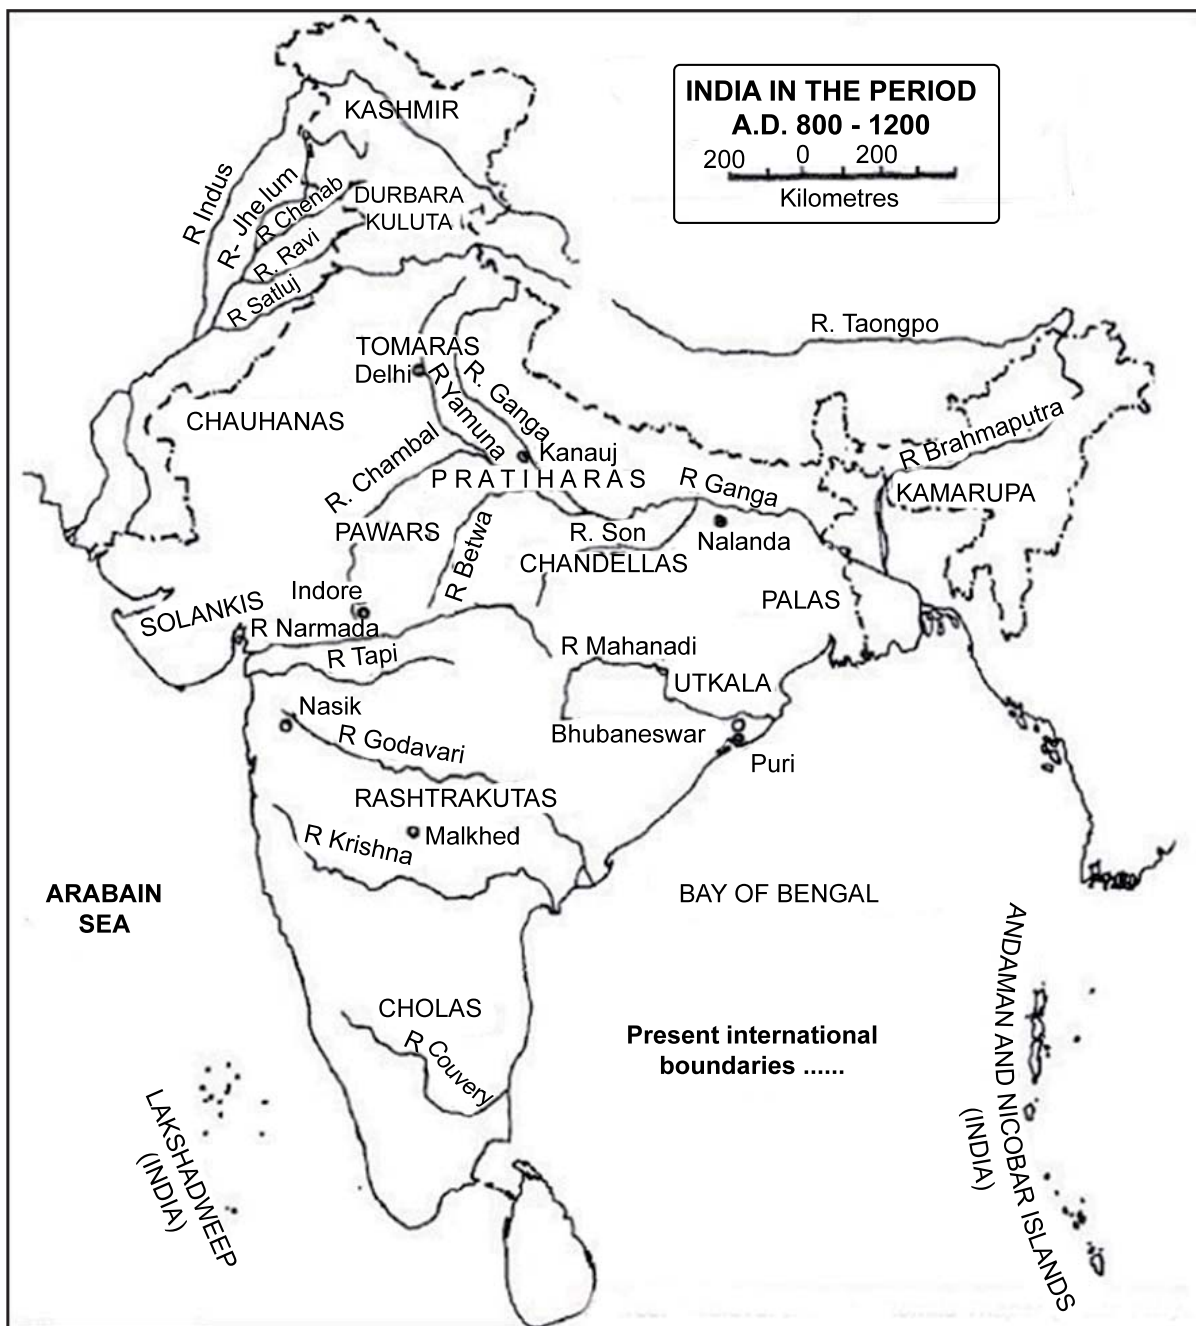 INDIA IN THE PERIOD
A.D. 800 - 1200
200 0 200
Kilometres
KASHMIR
R Indus
R- Jhelum
R Chenab
DURBARA
KULUTA
R. Ravi
R Satluj
R. Taongpo
TOMARAS
Delhi
R Yamuna
R. Ganga
CHAUHANAS
R Brahmaputra
R. Chambal
Kanauj
PRATIHARAS
R Ganga
KAMARUPA
PAWARS
R Betwa
R. Son
Nalanda
CHANDELLAS
Indore
PALAS
SOLANKIS
R Narmada
R Tapi
R Mahanadi
UTKALA
Nasik
R Godavari
Bhubaneswar
Puri
RASHTRAKUTAS
R Krishna
Malkhed
ARABAIN
SEA
BAY OF BENGAL
CHOLAS
R Couvery
Present international
boundaries ......
ANDAMAN AND NICOBAR ISLANDS
(INDIA)
LAKSHADWEEP
(INDIA)